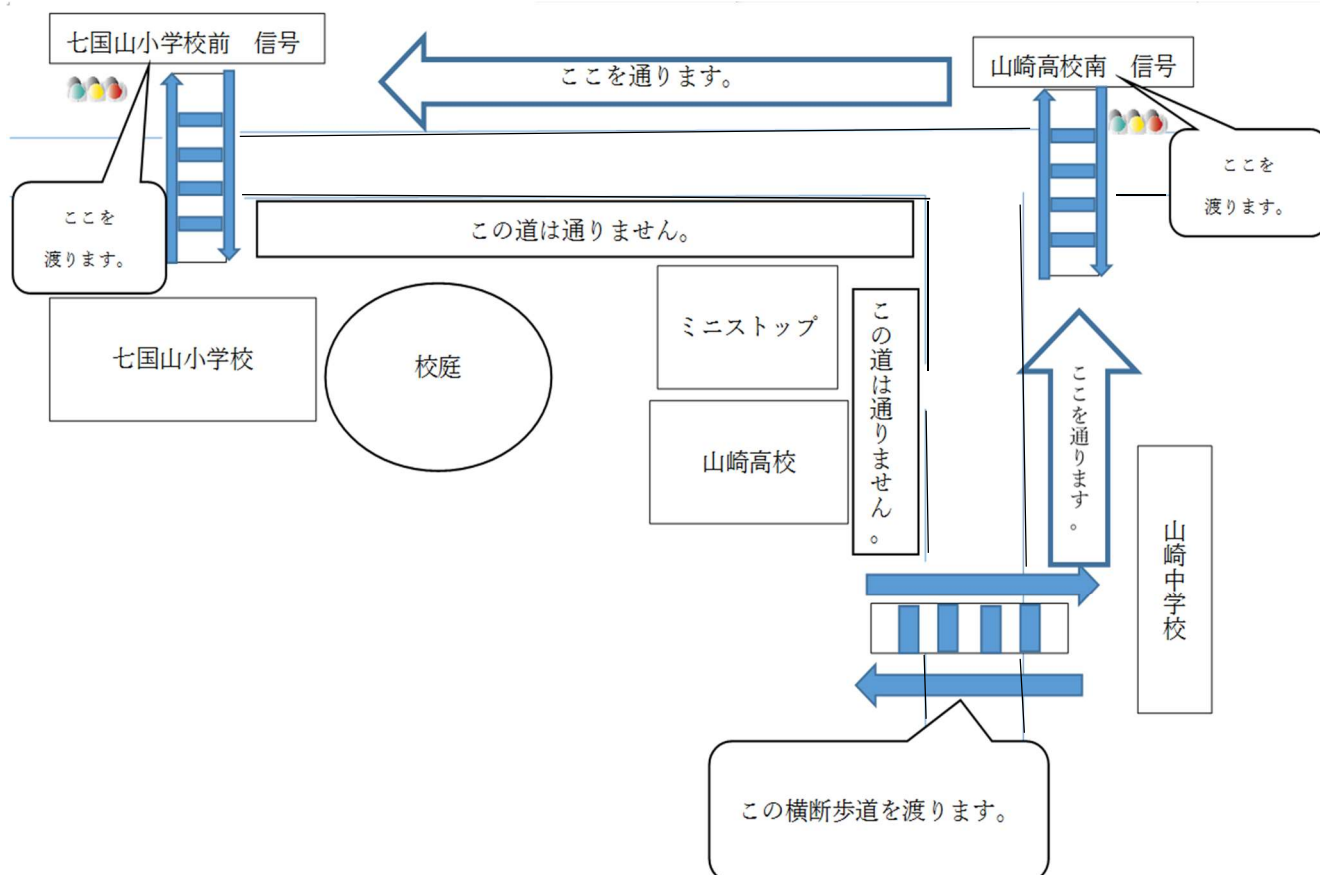 七国山小学校前　信号
ここを通ります。
山崎高校南　信号
ここを
渡ります。
ここを
渡ります。
この道は通りません。
七国山小学校
校庭
ミニストップ
山崎高校
この道は通りません。
ここを通ります。
山崎中学校
この横断歩道を渡ります。